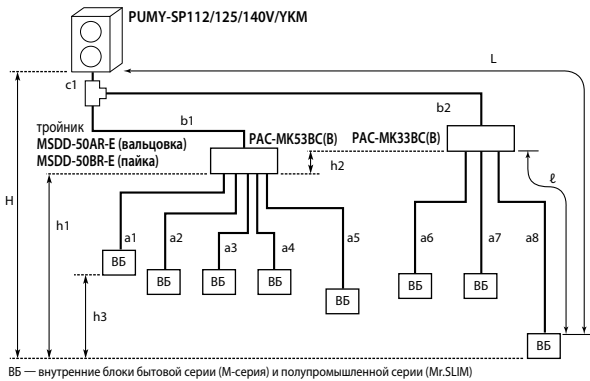 PUMY-SP112/125/140V/YKM
L
c1
b1
b2
тройник
MSDD-50AR-E (вальцовка)
MSDD-50BR-E (пайка)
PAC-MK53BC(B)
PAC-MK33BC(B)
h2
ℓ
H
h1
a1
a2
a3
a4
a5
a6
a7
a8
ВБ
ВБ
ВБ
ВБ
ВБ
ВБ
ВБ
ВБ
h3
ВБ — внутренние блоки бытовой серии (М-серия) и полупромышленной серии (Mr.SLIM)